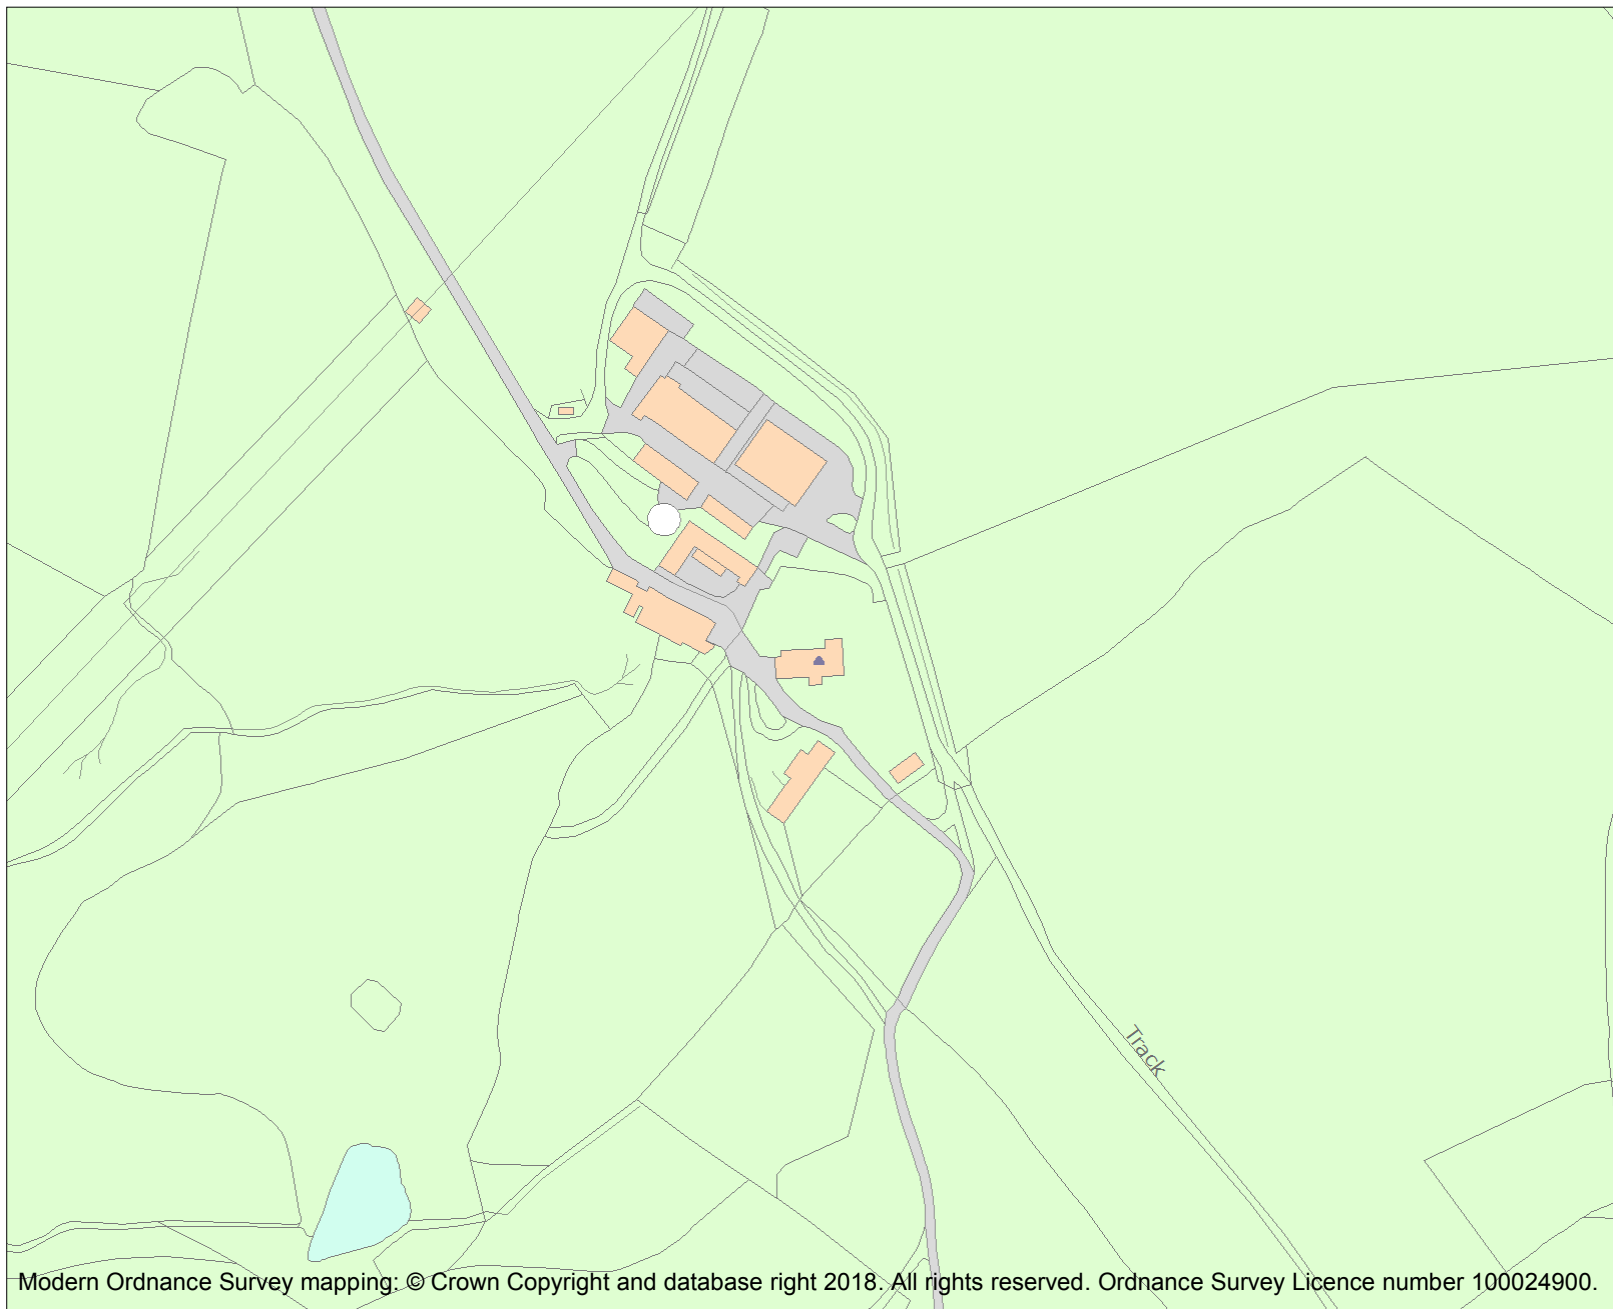 Track
Modern Ordnance Survey mapping: © Crown Copyright and database right 2018. All rights reserved. Ordnance Survey Licence number 100024900.